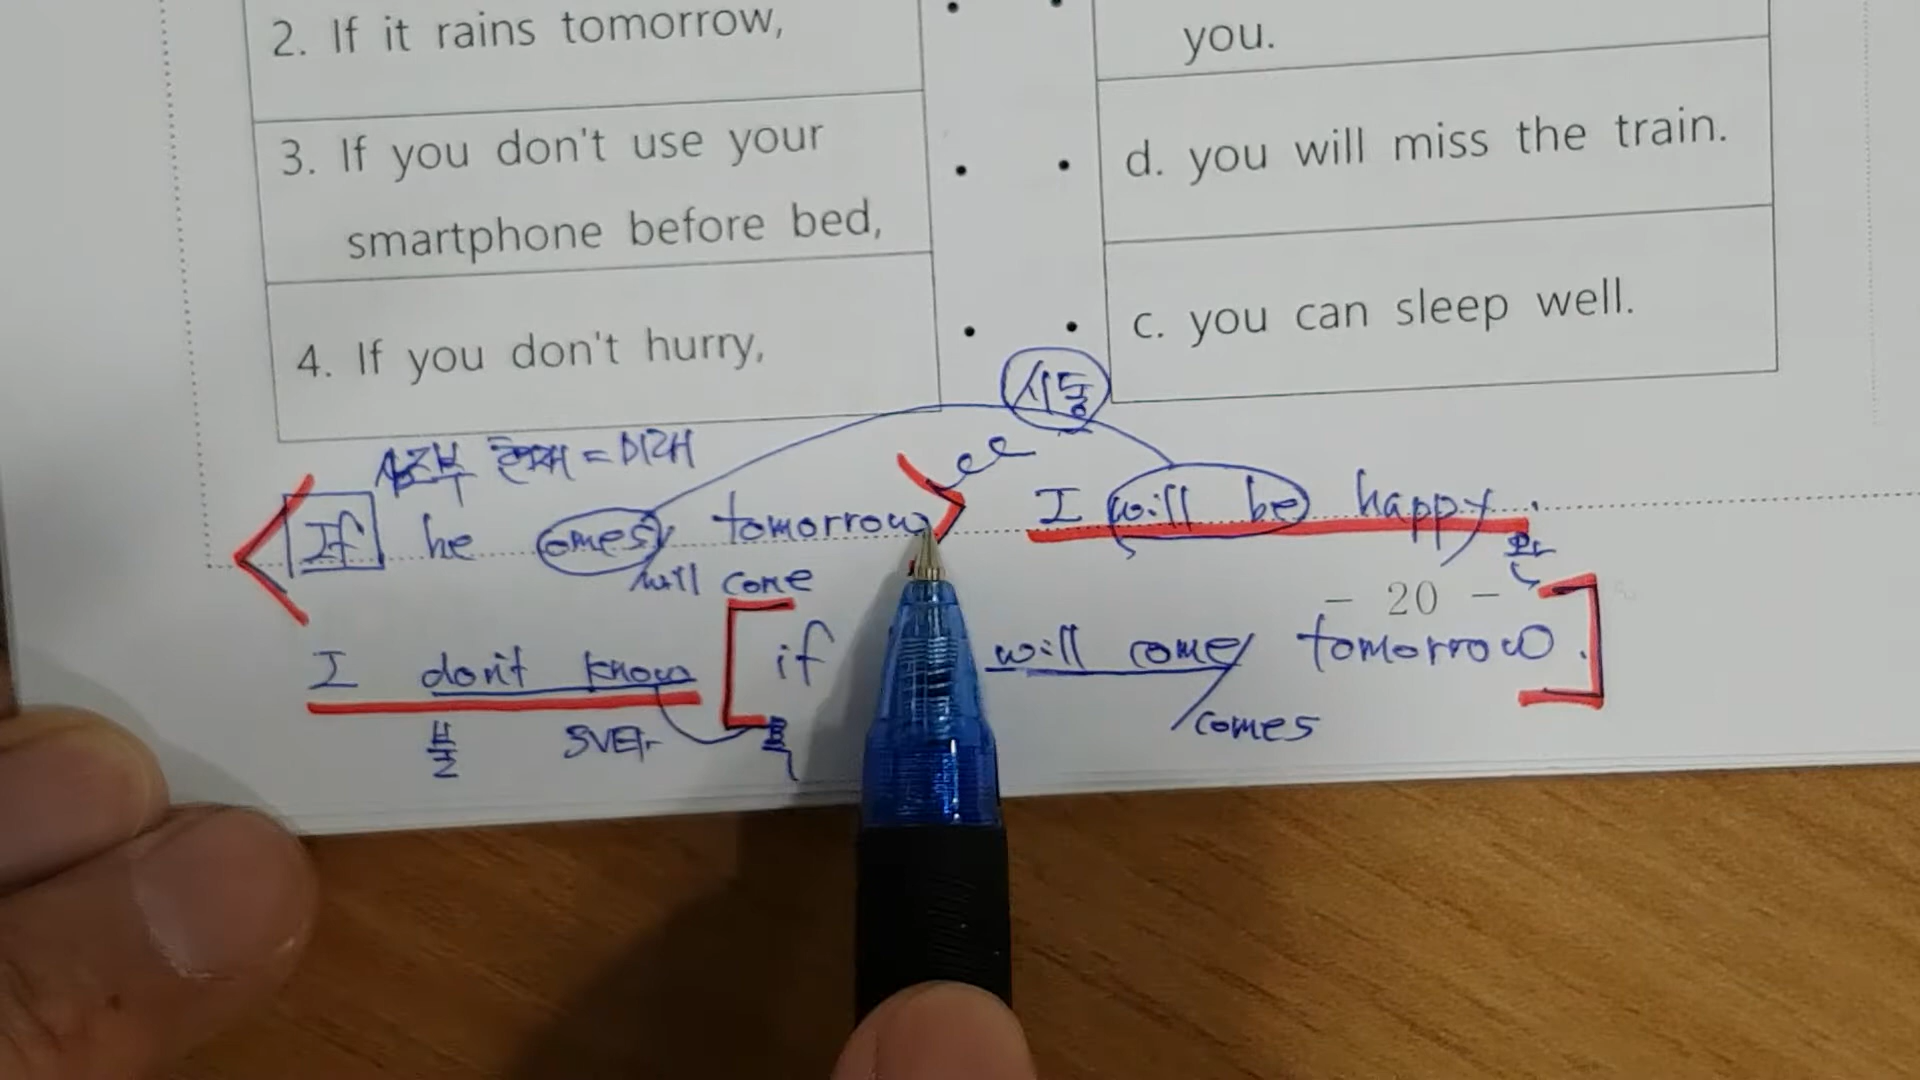 2. If it rains tomorrow,
you.
3. If you don't use your
smartphone before bed,
d. you will miss the train.
4. If you don't hurry,
c. you can sleep well.
시동
현재 = 미래
If he comes tomorrow I will be happy.
will come
- 20 -
I don't know if will come tomorrow.
comes